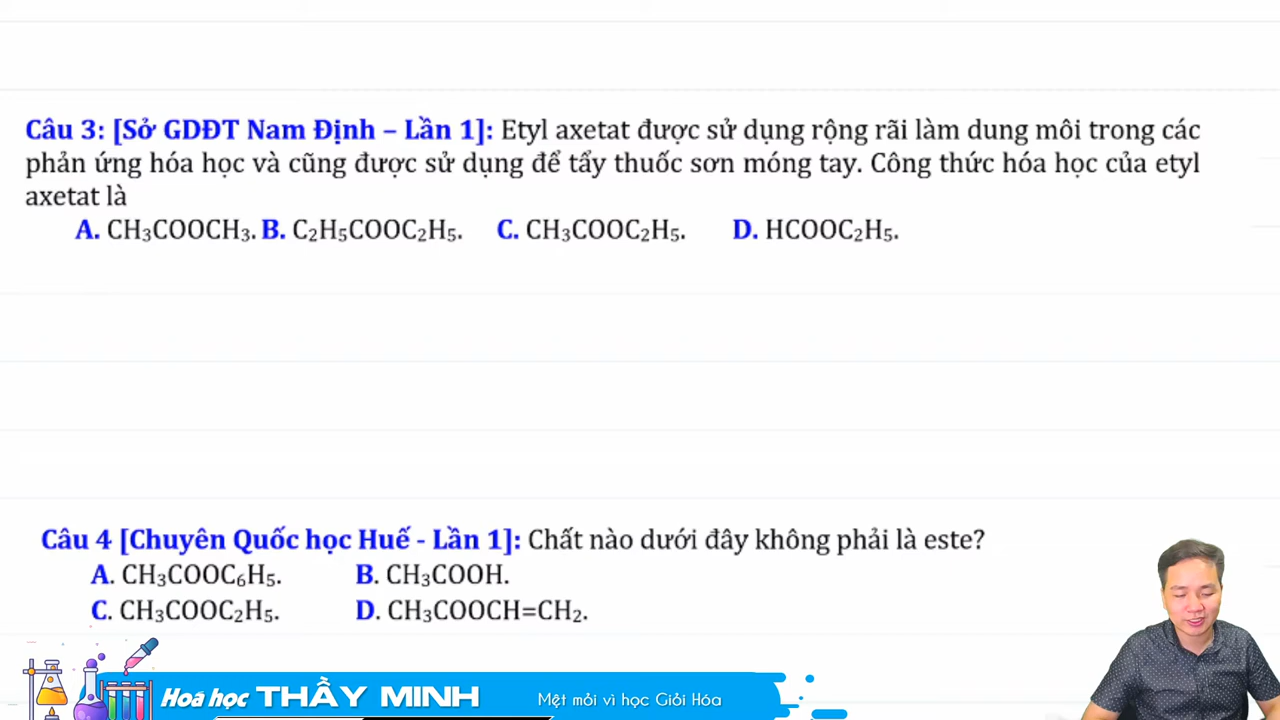 Câu 3: [Sở GDĐT Nam Định – Lần 1]: Etyl axetat được sử dụng rộng rãi làm dung môi trong các
phản ứng hóa học và cũng được sử dụng để tẩy thuốc sơn móng tay. Công thức hóa học của etyl
axetat là
A. CH₃COOCH₃. B. C₂H₅COOC₂H₅. C. CH₃COOC₂H₅. D. HCOOC₂H₅.
Câu 4 [Chuyên Quốc học Huế - Lần 1]: Chất nào dưới đây không phải là este?
A. CH₃COOC₆H₅. B. CH₃COOH.
C. CH₃COOC₂H₅. D. CH₃COOCH=CH₂.
Hoá học THẦY MINH Mệt mỏi vì học Giỏi Hóa